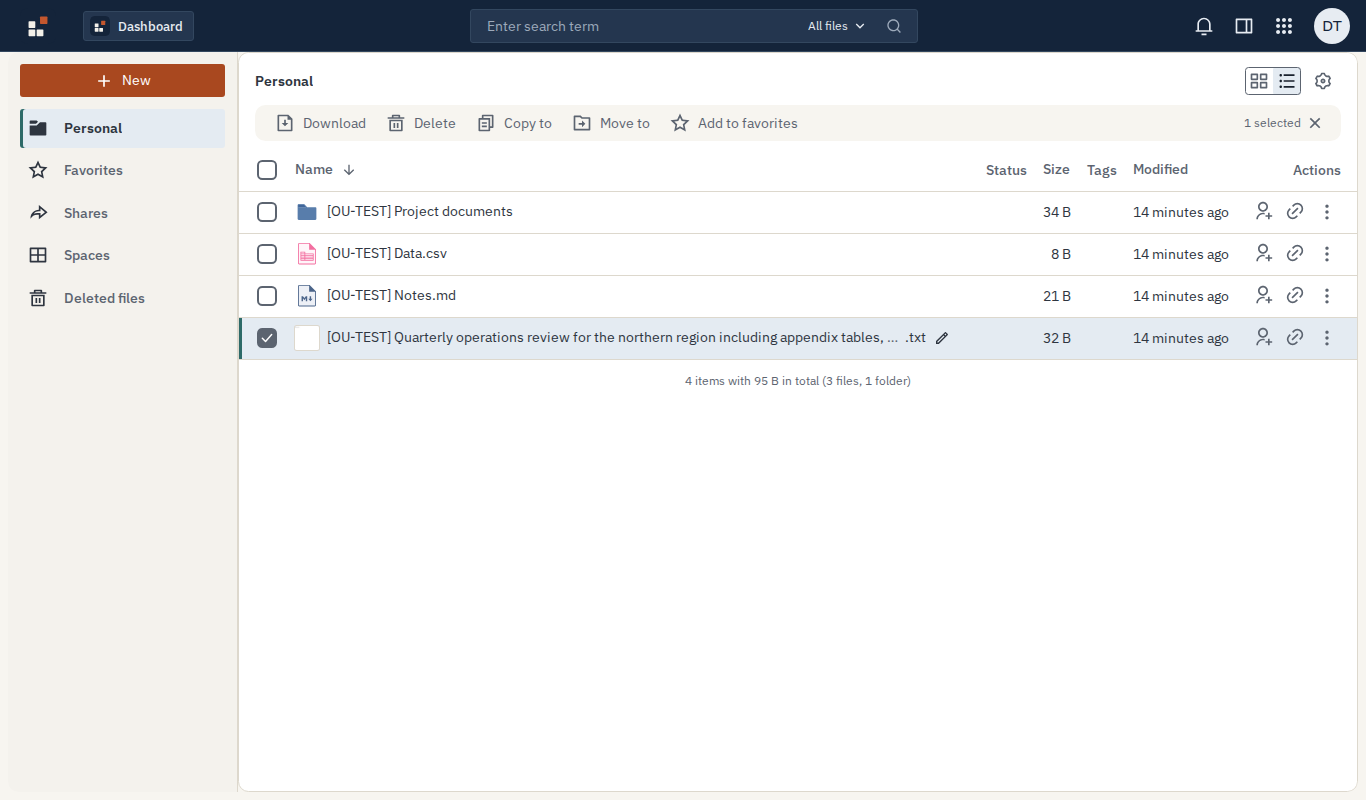 Dashboard
Enter search term
All files
DT
New
Personal
Favorites
Shares
Spaces
Deleted files
Personal
Download
Delete
Copy to
Move to
Add to favorites
1 selected
Name
Status
Size
Tags
Modified
Actions
[OU-TEST] Project documents
34 B
14 minutes ago
[OU-TEST] Data.csv
8 B
14 minutes ago
M
[OU-TEST] Notes.md
21 B
14 minutes ago
[OU-TEST] Quarterly operations review for the northern region including appendix tables, … .txt
32 B
14 minutes ago
4 items with 95 B in total (3 files, 1 folder)